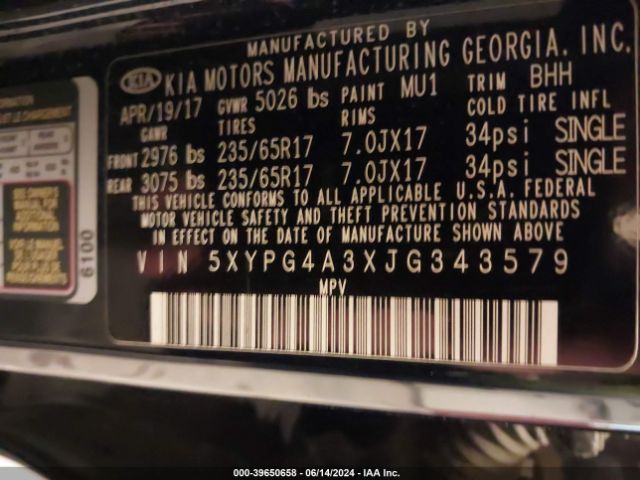 MANUFACTURED BY
KIA KIA MOTORS MANUFACTURING GEORGIA, INC.
APR/19/17 GVWR 5026 lbs PAINT MU1 TRIM BHH
GAWR TIRES RIMS COLD TIRE INFL
FRONT 2976 lbs 235/65R17 7.0JX17 34psi SINGLE
REAR 3075 lbs 235/65R17 7.0JX17 34psi SINGLE
THIS VEHICLE CONFORMS TO ALL APPLICABLE U.S.A. FEDERAL
MOTOR VEHICLE SAFETY AND THEFT PREVENTION STANDARDS
IN EFFECT ON THE DATE OF MANUFACTURE SHOWN ABOVE
VIN 5XYPG4A3XJG343579
MPV
6100
000-39650658 - 06/14/2024 - IAA Inc.